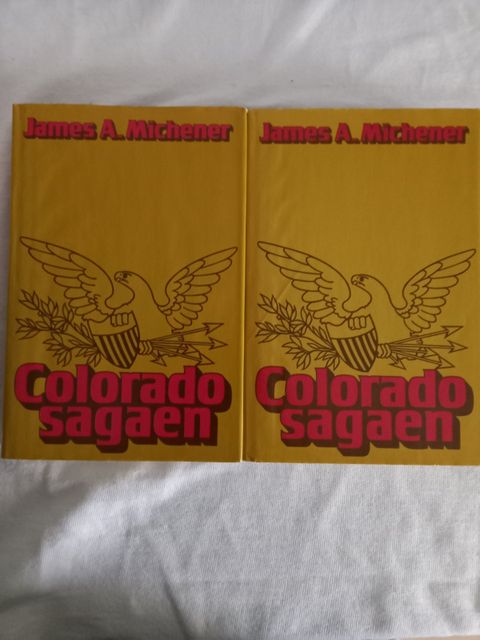 James A. Michener
Colorado
sagaen
James A. Michener
Colorado
sagaen